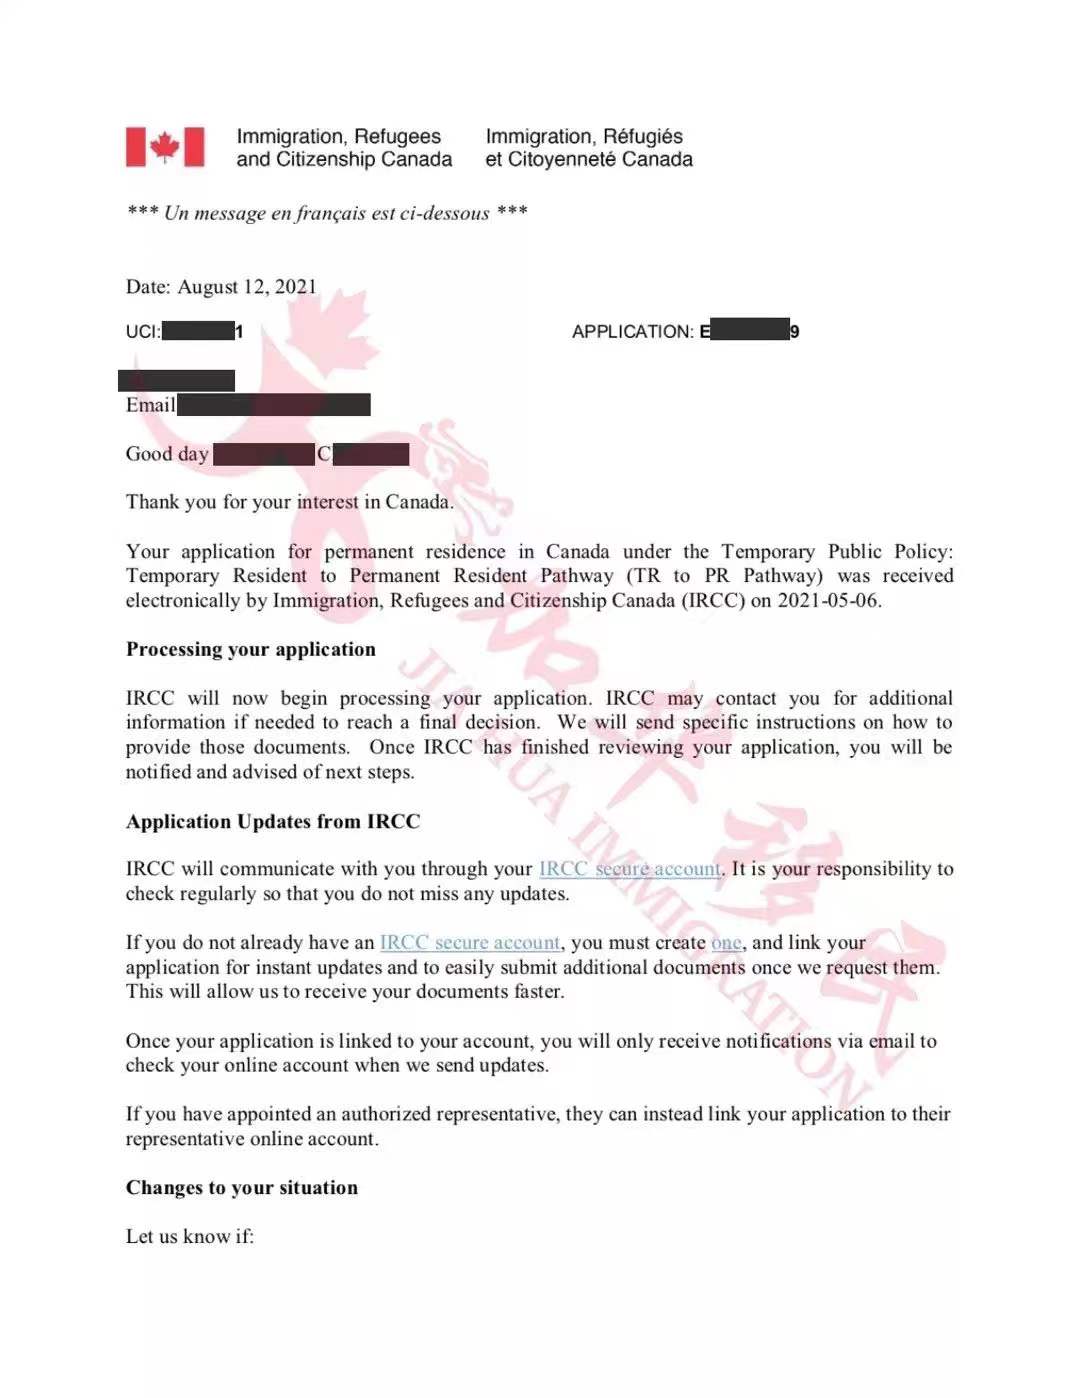 Immigration, Refugees and Citizenship Canada
Immigration, Réfugiés et Citoyenneté Canada
*** Un message en français est ci-dessous ***
Date: August 12, 2021
UCI: 1
APPLICATION: E 9
Email
Good day C
Thank you for your interest in Canada.
Your application for permanent residence in Canada under the Temporary Public Policy:
Temporary Resident to Permanent Resident Pathway (TR to PR Pathway) was received
electronically by Immigration, Refugees and Citizenship Canada (IRCC) on 2021-05-06.
Processing your application
IRCC will now begin processing your application. IRCC may contact you for additional
information if needed to reach a final decision. We will send specific instructions on how to
provide those documents. Once IRCC has finished reviewing your application, you will be
notified and advised of next steps.
Application Updates from IRCC
IRCC will communicate with you through your IRCC secure account. It is your responsibility to
check regularly so that you do not miss any updates.
If you do not already have an IRCC secure account, you must create one, and link your
application for instant updates and to easily submit additional documents once we request them.
This will allow us to receive your documents faster.
Once your application is linked to your account, you will only receive notifications via email to
check your online account when we send updates.
If you have appointed an authorized representative, they can instead link your application to their
representative online account.
Changes to your situation
Let us know if:
加华移民
JIA HUA IMMIGRATION